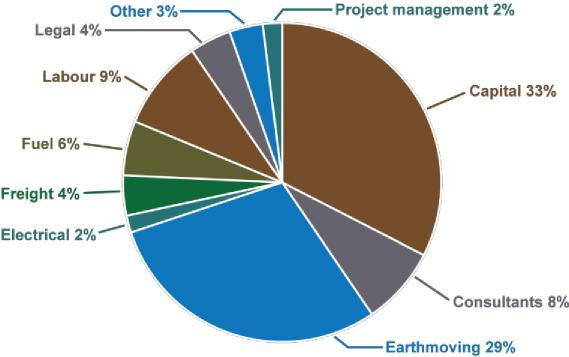 Project management 2%
Capital 33%
Consultants 8%
Earthmoving 29%
Electrical 2%
Freight 4%
Fuel 6%
Labour 9%
Legal 4%
Other 3%